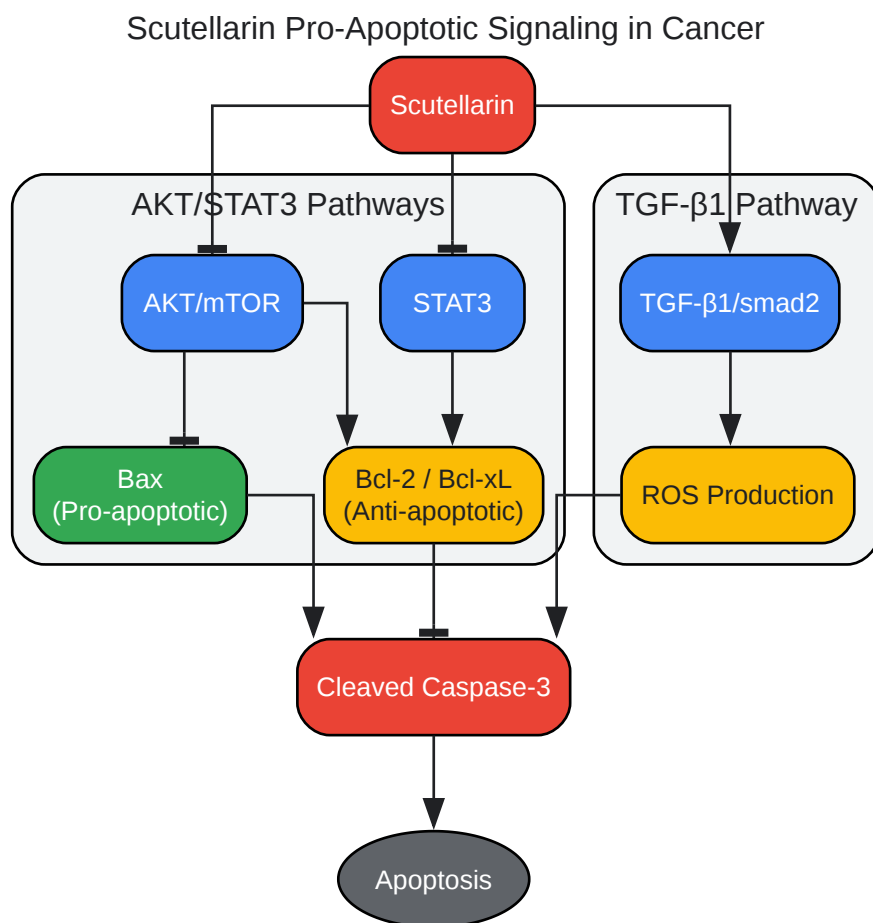 Scutellarin Pro-Apoptotic Signaling in Cancer
Scutellarin
AKT/STAT3 Pathways
TGF-β1 Pathway
AKT/mTOR
STAT3
TGF-β1/smad2
Bax
(Pro-apoptotic)
Bcl-2 / Bcl-xL
(Anti-apoptotic)
ROS Production
Cleaved Caspase-3
Apoptosis